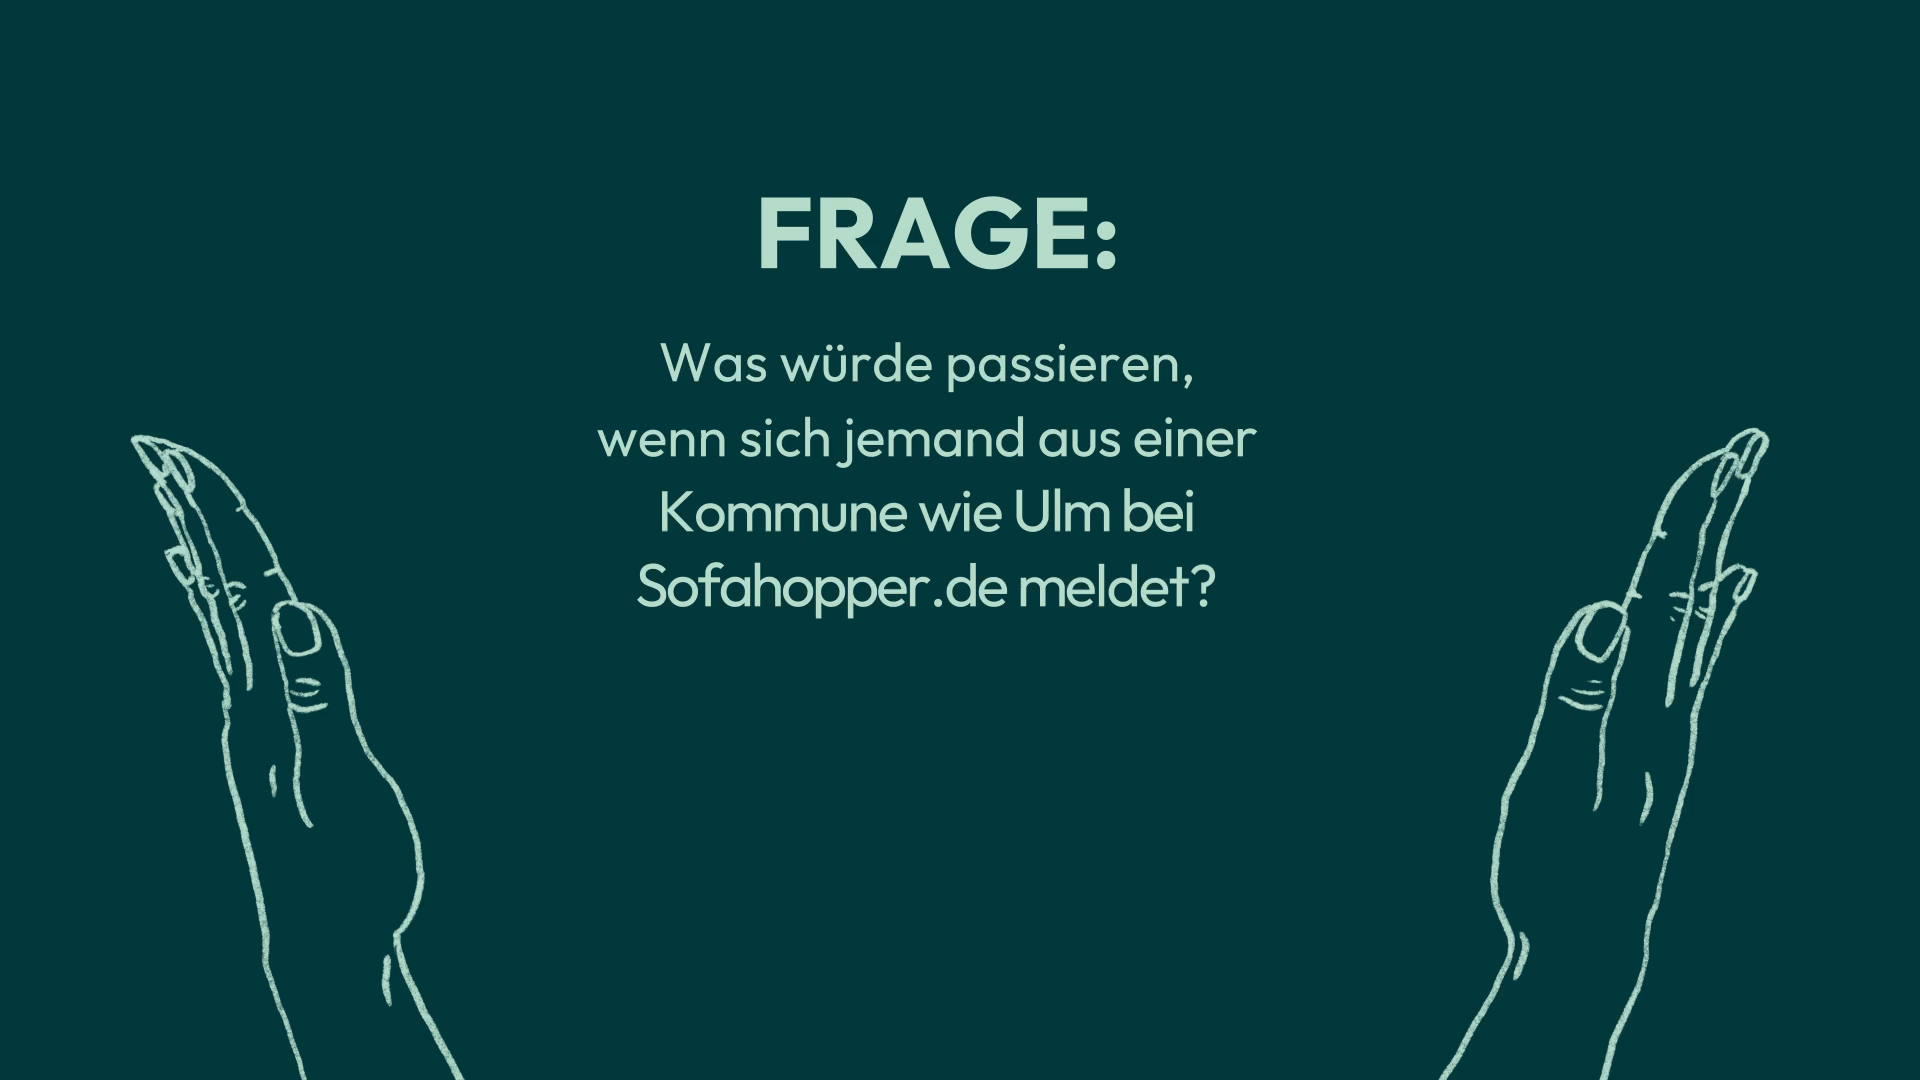 FRAGE:
Was würde passieren,
wenn sich jemand aus einer
Kommune wie Ulm bei
Sofahopper.de meldet?